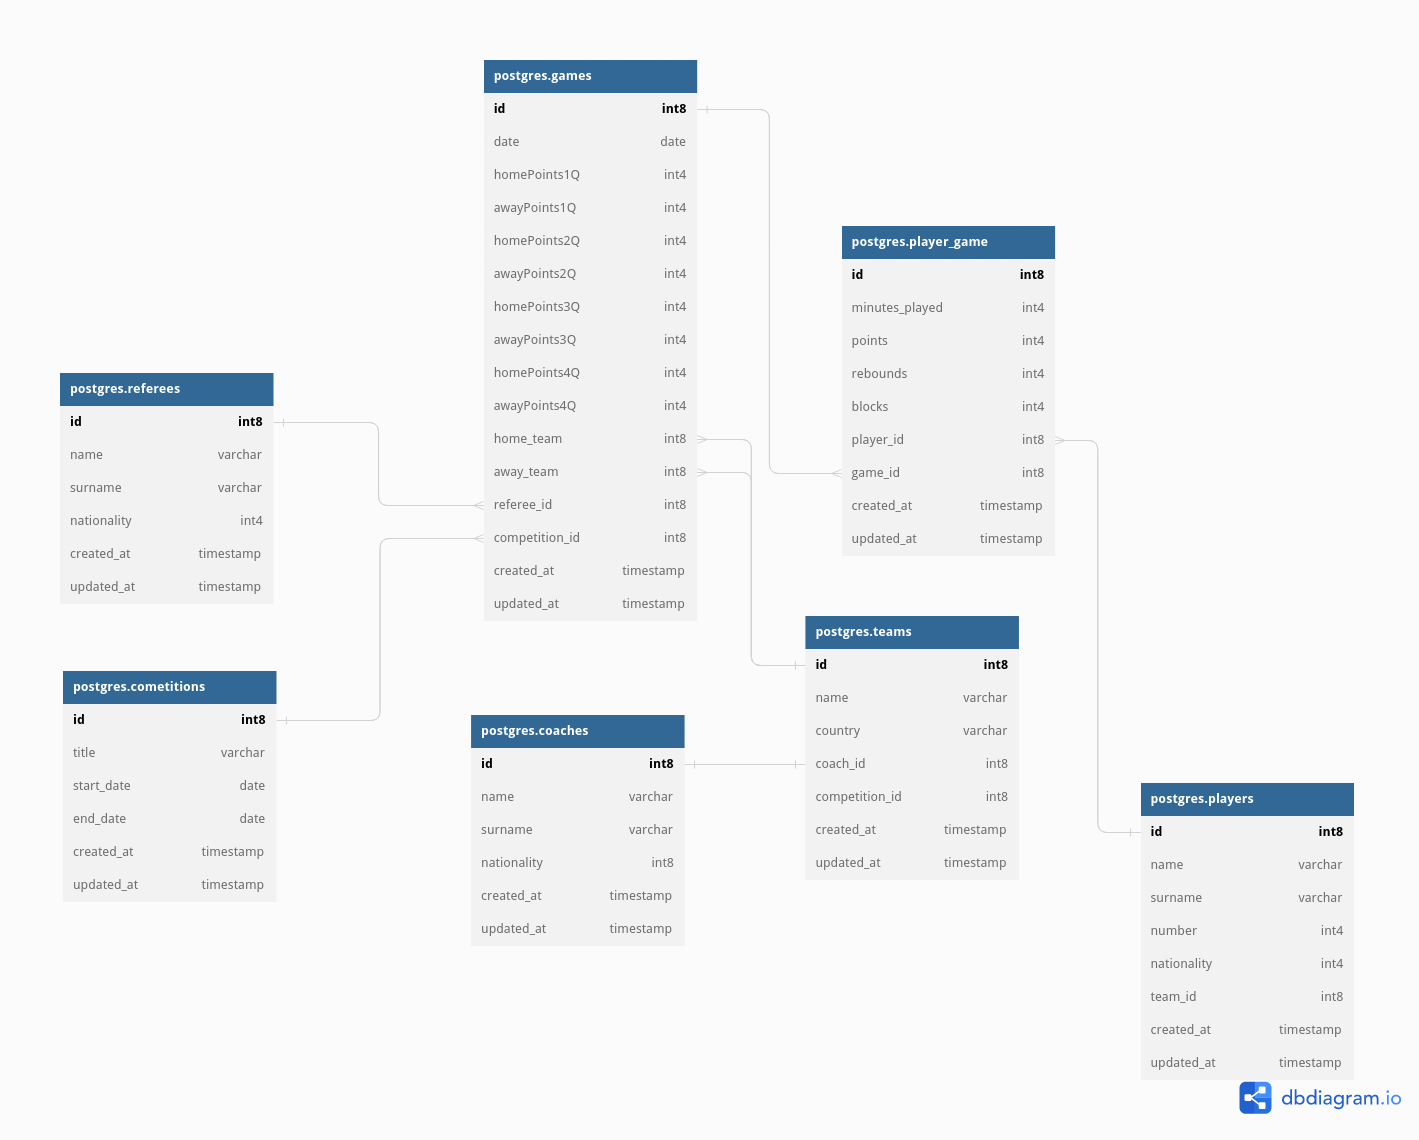 postgres.games
id int8
date date
homePoints1Q int4
awayPoints1Q int4
homePoints2Q int4
awayPoints2Q int4
homePoints3Q int4
awayPoints3Q int4
homePoints4Q int4
awayPoints4Q int4
home_team int8
away_team int8
referee_id int8
competition_id int8
created_at timestamp
updated_at timestamp
postgres.player_game
id int8
minutes_played int4
points int4
rebounds int4
blocks int4
player_id int8
game_id int8
created_at timestamp
updated_at timestamp
postgres.referees
id int8
name varchar
surname varchar
nationality int4
created_at timestamp
updated_at timestamp
postgres.teams
id int8
name varchar
country varchar
coach_id int8
competition_id int8
created_at timestamp
updated_at timestamp
postgres.cometitions
id int8
title varchar
start_date date
end_date date
created_at timestamp
updated_at timestamp
postgres.coaches
id int8
name varchar
surname varchar
nationality int8
created_at timestamp
updated_at timestamp
postgres.players
id int8
name varchar
surname varchar
number int4
nationality int4
team_id int8
created_at timestamp
updated_at timestamp
dbdiagram.io